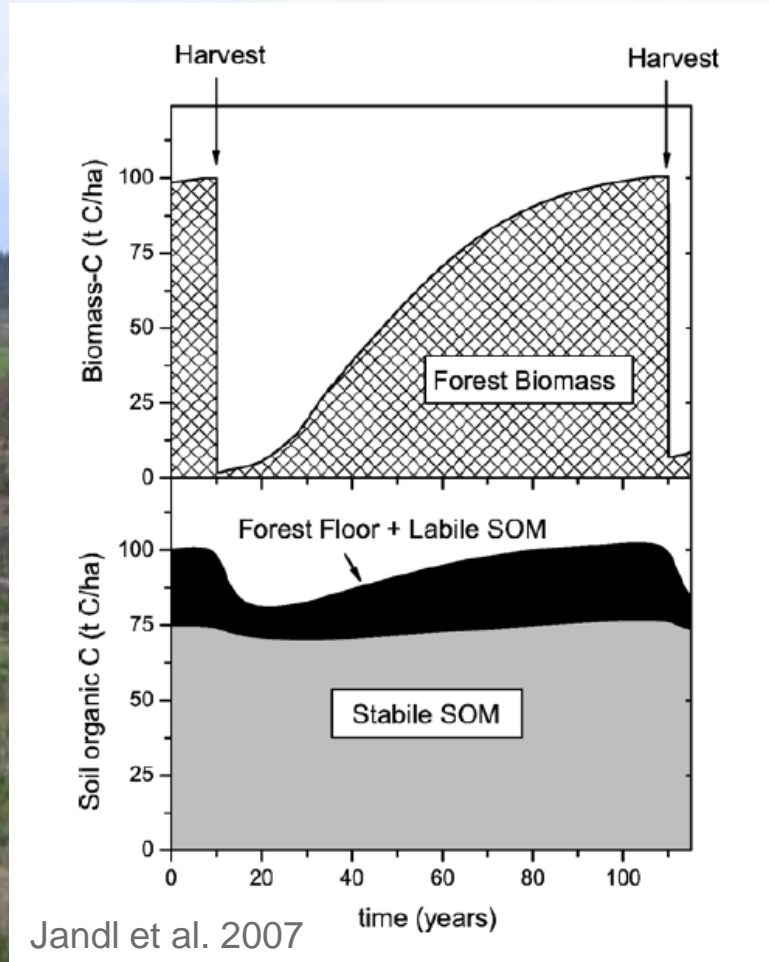 Harvest
Harvest
Biomass-C (t C/ha)
100
75
50
25
0
Forest Biomass
Soil organic C (t C/ha)
100
75
50
25
0
Forest Floor + Labile SOM
Stabile SOM
0 20 40 60 80 100
time (years)
Jandl et al. 2007